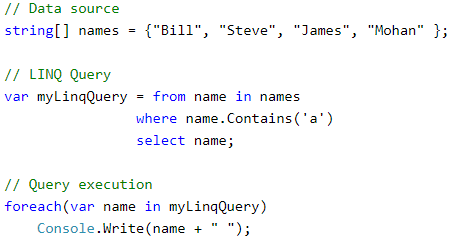 // Data source
string[] names = {"Bill", "Steve", "James", "Mohan" };

// LINQ Query
var myLinqQuery = from name in names
                where name.Contains('a')
                select name;

// Query execution
foreach(var name in myLinqQuery)
    Console.Write(name + " ");